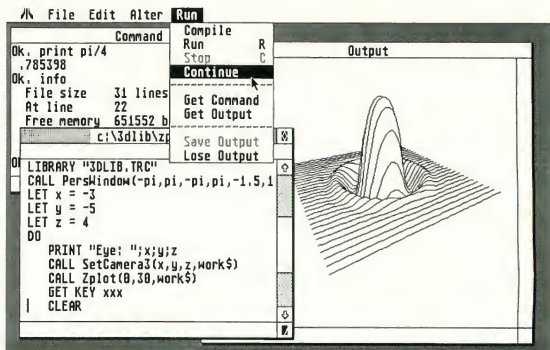 File Edit Alter Run
Command
Ok. print pi/4
.785398
Ok. info
File size 31 lines
At line 22
Free memory 651552 b
Compile
Run R
Stop C
Continue
Get Command
Get Output
Save Output
Lose Output
Output
c:\3dlib\zp
LIBRARY "3DLIB.TRC"
CALL PersWindow(-pi,pi,-pi,pi,-1.5,1
LET x = -3
LET y = -5
LET z = 4
DO
PRINT "Eye: ";x;y;z
CALL SetCamera3(x,y,z,work$)
CALL Zplot(0,30,work$)
GET KEY xxx
CLEAR